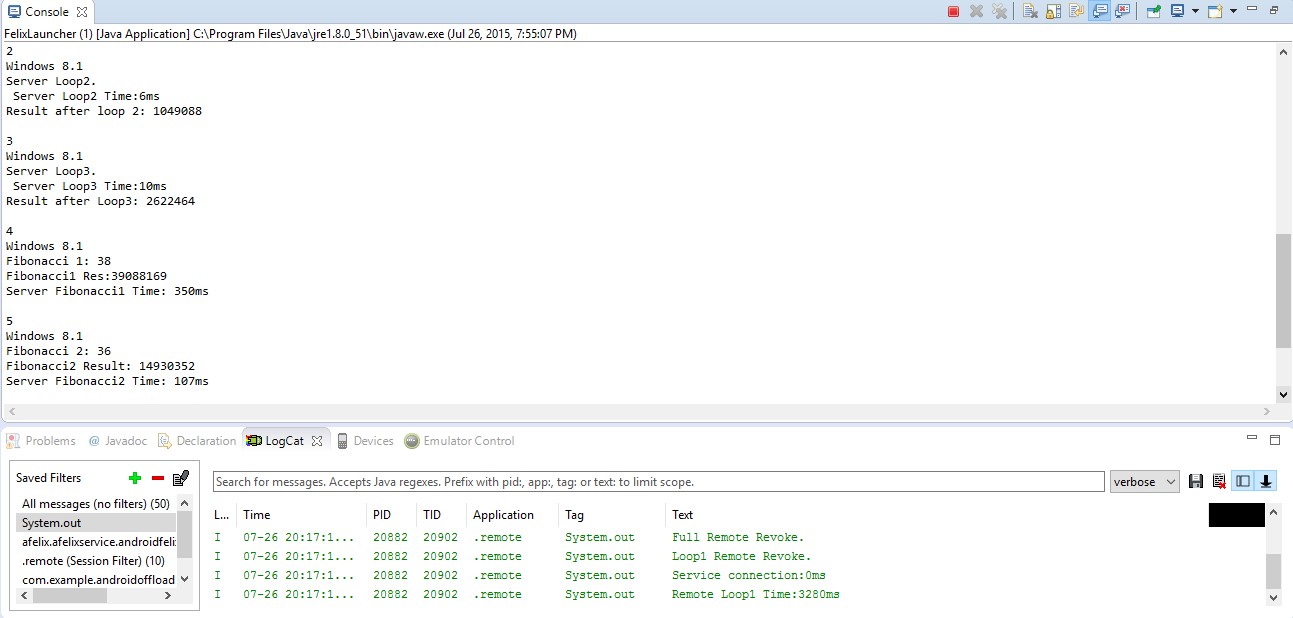 Console
FelixLauncher (1) [Java Application] C:\Program Files\Java\jre1.8.0_51\bin\javaw.exe (Jul 26, 2015, 7:55:07 PM)
2
Windows 8.1
Server Loop2.
Server Loop2 Time:6ms
Result after loop 2: 1049088
3
Windows 8.1
Server Loop3.
Server Loop3 Time:10ms
Result after Loop3: 2622464
4
Windows 8.1
Fibonacci 1: 38
Fibonacci1 Res:39088169
Server Fibonacci1 Time: 350ms
5
Windows 8.1
Fibonacci 2: 36
Fibonacci2 Result: 14930352
Server Fibonacci2 Time: 107ms
Problems @ Javadoc Declaration LogCat Devices Emulator Control
Saved Filters
All messages (no filters) (50)
System.out
afelix.afelixservice.androidfeli
.remote (Session Filter) (10)
com.example.androidoffload
Search for messages. Accepts Java regexes. Prefix with pid:, app:, tag: or text: to limit scope.
verbose
L... Time PID TID Application Tag Text
I 07-26 20:17:1... 20882 20902 .remote System.out Full Remote Revoke.
I 07-26 20:17:1... 20882 20902 .remote System.out Loop1 Remote Revoke.
I 07-26 20:17:1... 20882 20902 .remote System.out Service connection:0ms
I 07-26 20:17:1... 20882 20902 .remote System.out Remote Loop1 Time:3280ms